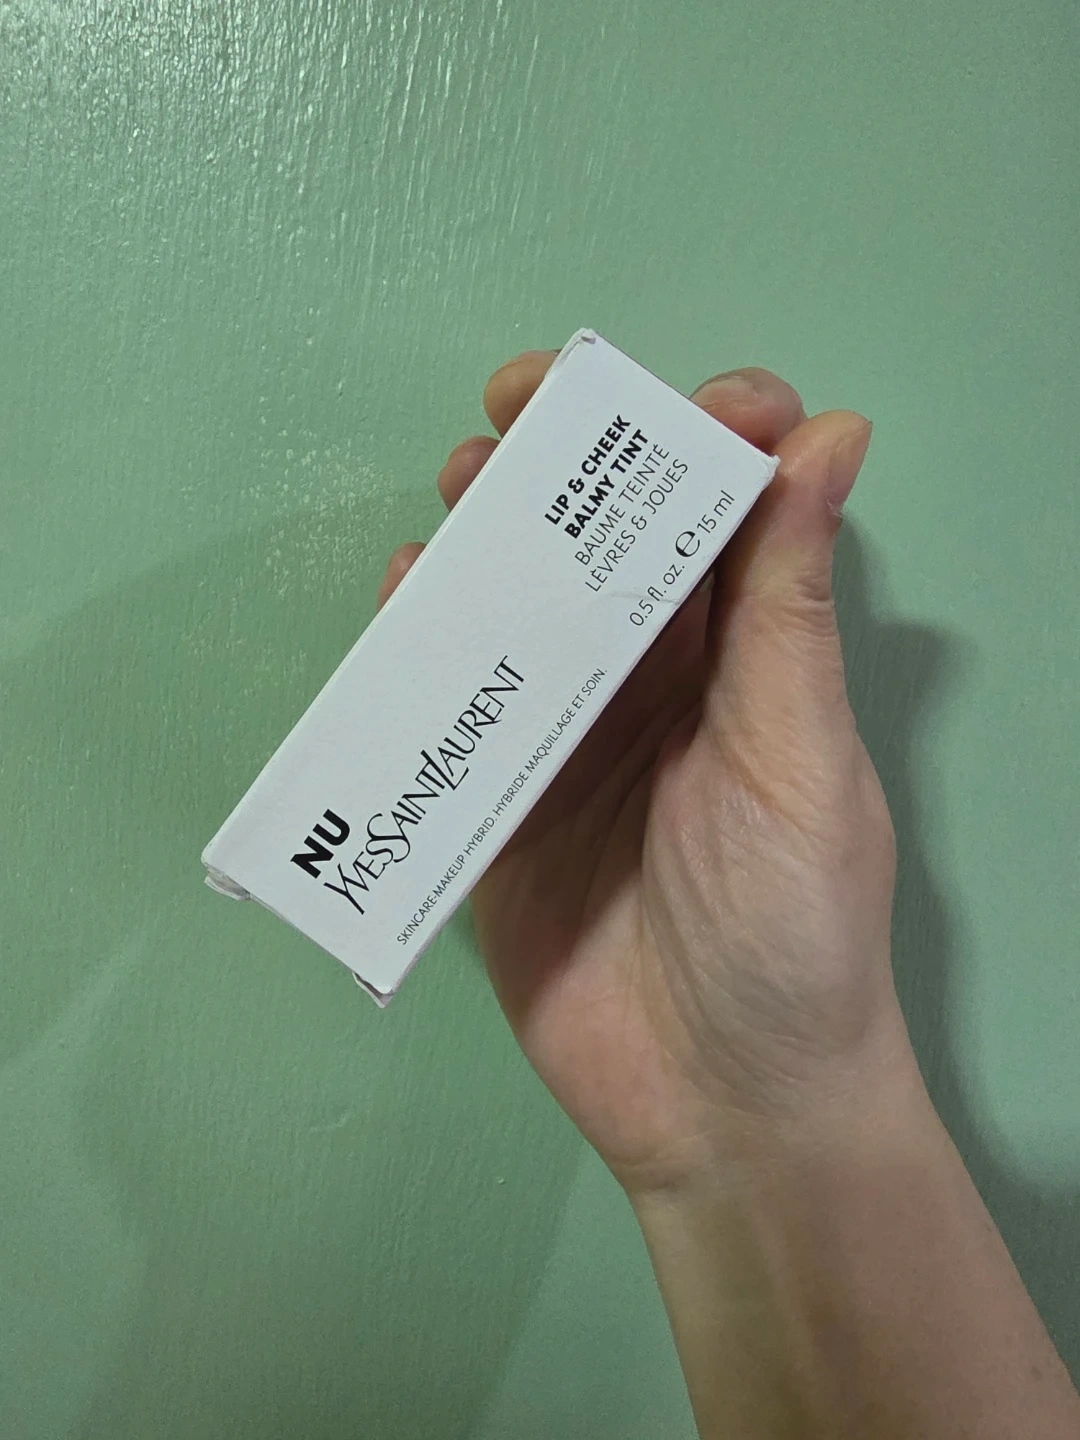 LIP & CHEEK
BALMY TINT
BAUME TEINTÉ
LÈVRES & JOUES
0.5 fl. oz. ℮ 15 ml
NU
YVESSAINTLAURENT
SKINCARE-MAKEUP HYBRID. HYBRIDE MAQUILLAGE ET SOIN.